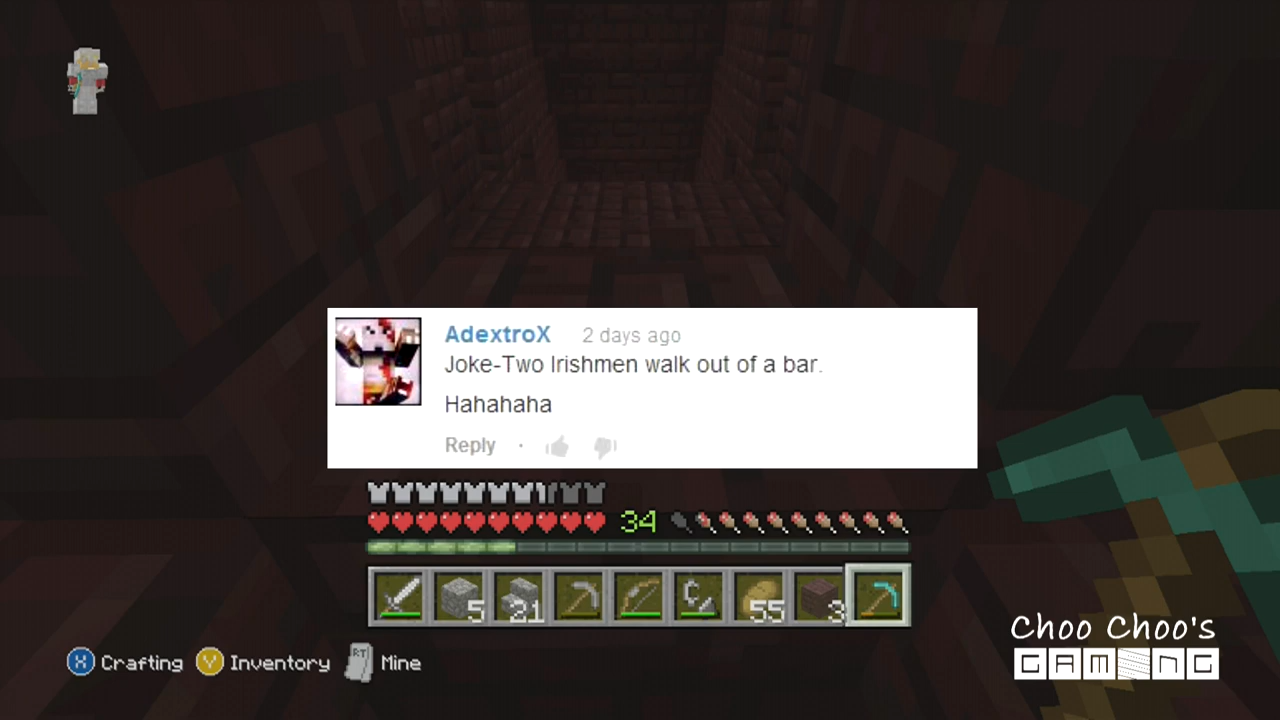 AdextroX 2 days ago
Joke-Two Irishmen walk out of a bar.
Hahahaha
Reply ·
34
5 21 55 3
X Crafting Y Inventory RT Mine
Choo Choo's
GAMING